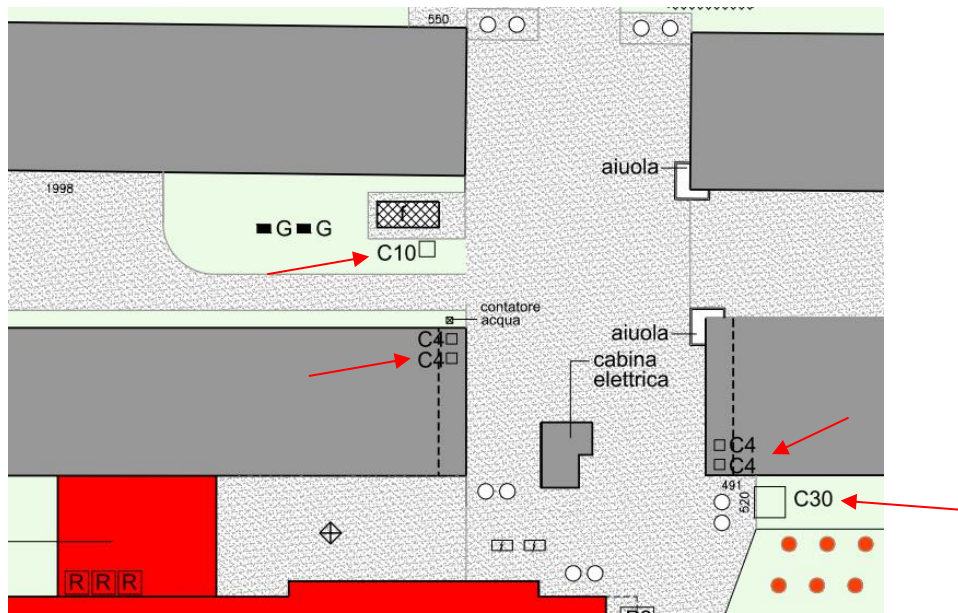 550
aiuola
1998
G G
f
C10
contatore
acqua
C4
C4
aiuola
cabina
elettrica
C4
C4
491
520
C30
R R R